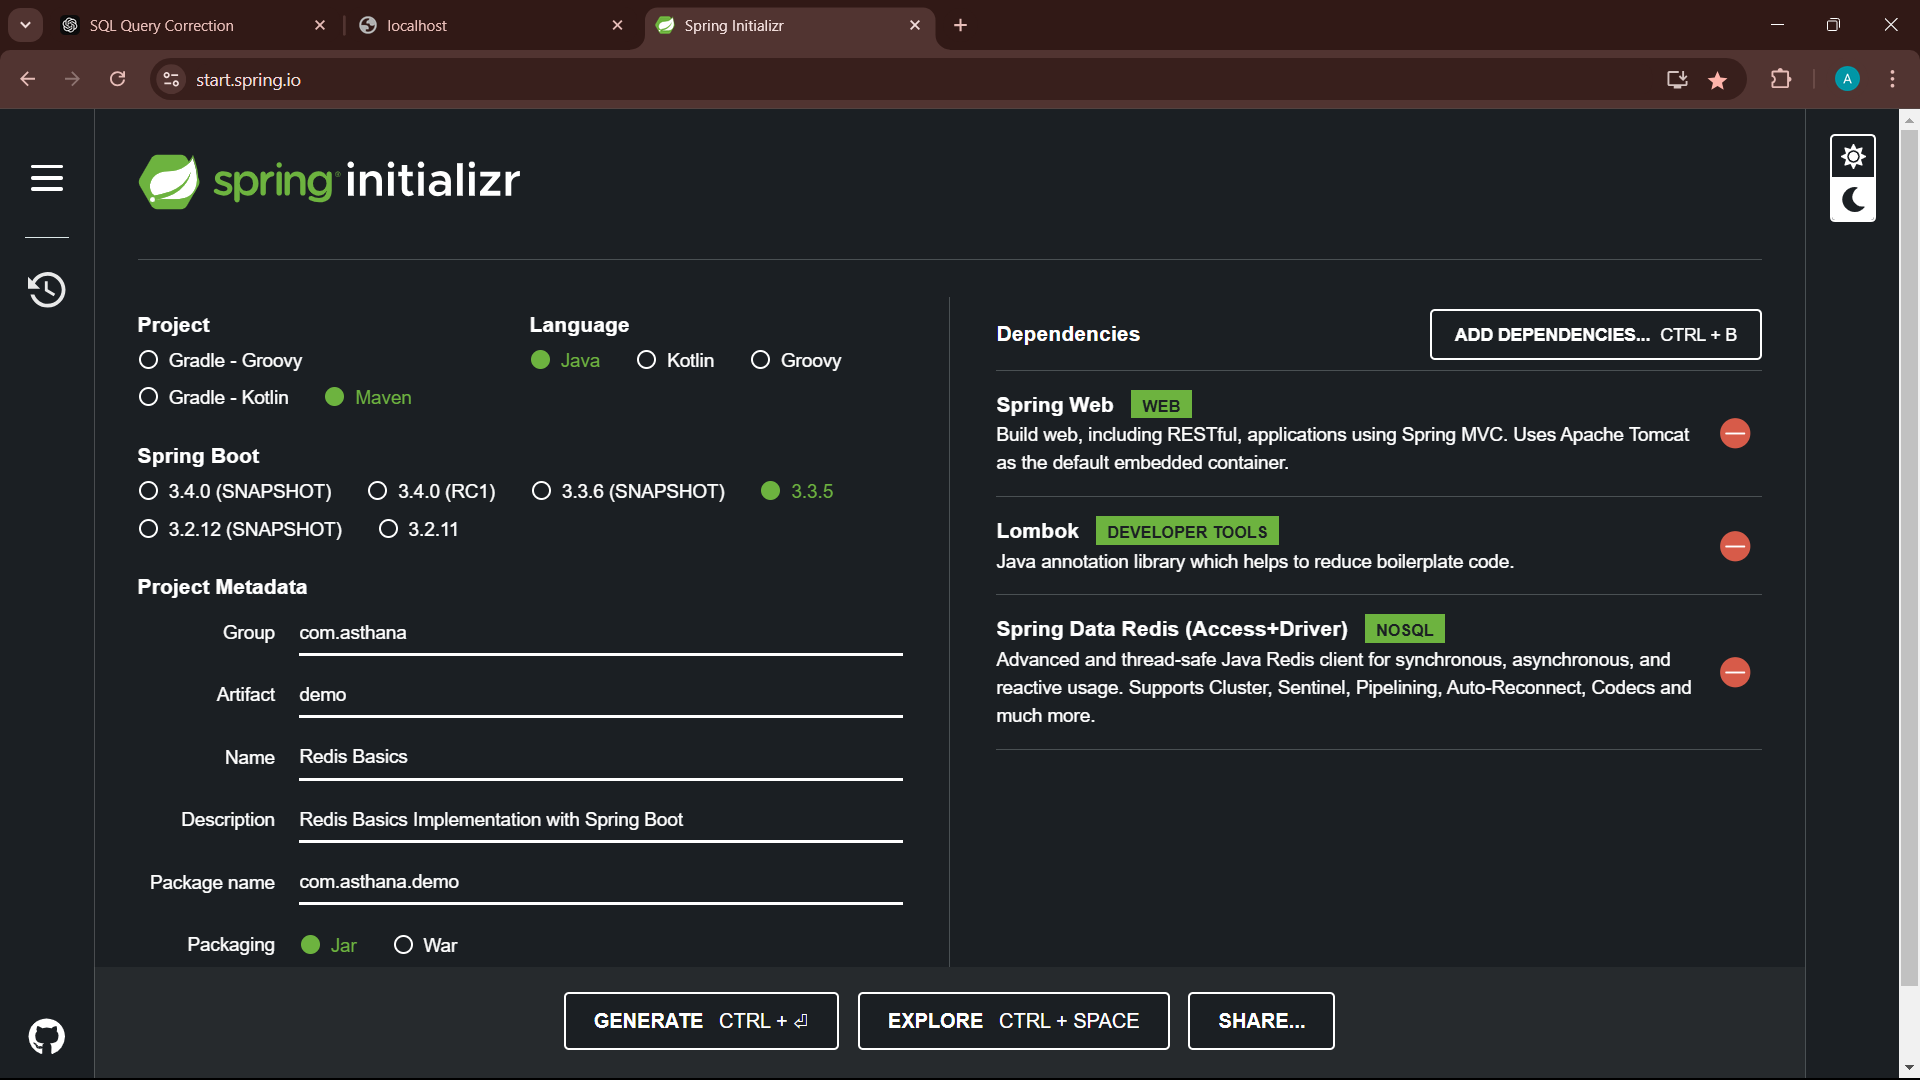 SQL Query Correction
localhost
Spring Initializr
start.spring.io
A
spring initializr
Project
Gradle - Groovy
Gradle - Kotlin
Maven
Language
Java
Kotlin
Groovy
Spring Boot
3.4.0 (SNAPSHOT)
3.4.0 (RC1)
3.3.6 (SNAPSHOT)
3.3.5
3.2.12 (SNAPSHOT)
3.2.11
Project Metadata
Group com.asthana
Artifact demo
Name Redis Basics
Description Redis Basics Implementation with Spring Boot
Package name com.asthana.demo
Packaging Jar War
Dependencies
ADD DEPENDENCIES... CTRL + B
Spring Web WEB
Build web, including RESTful, applications using Spring MVC. Uses Apache Tomcat
as the default embedded container.
Lombok DEVELOPER TOOLS
Java annotation library which helps to reduce boilerplate code.
Spring Data Redis (Access+Driver) NOSQL
Advanced and thread-safe Java Redis client for synchronous, asynchronous, and
reactive usage. Supports Cluster, Sentinel, Pipelining, Auto-Reconnect, Codecs and
much more.
GENERATE CTRL + ⏎
EXPLORE CTRL + SPACE
SHARE...